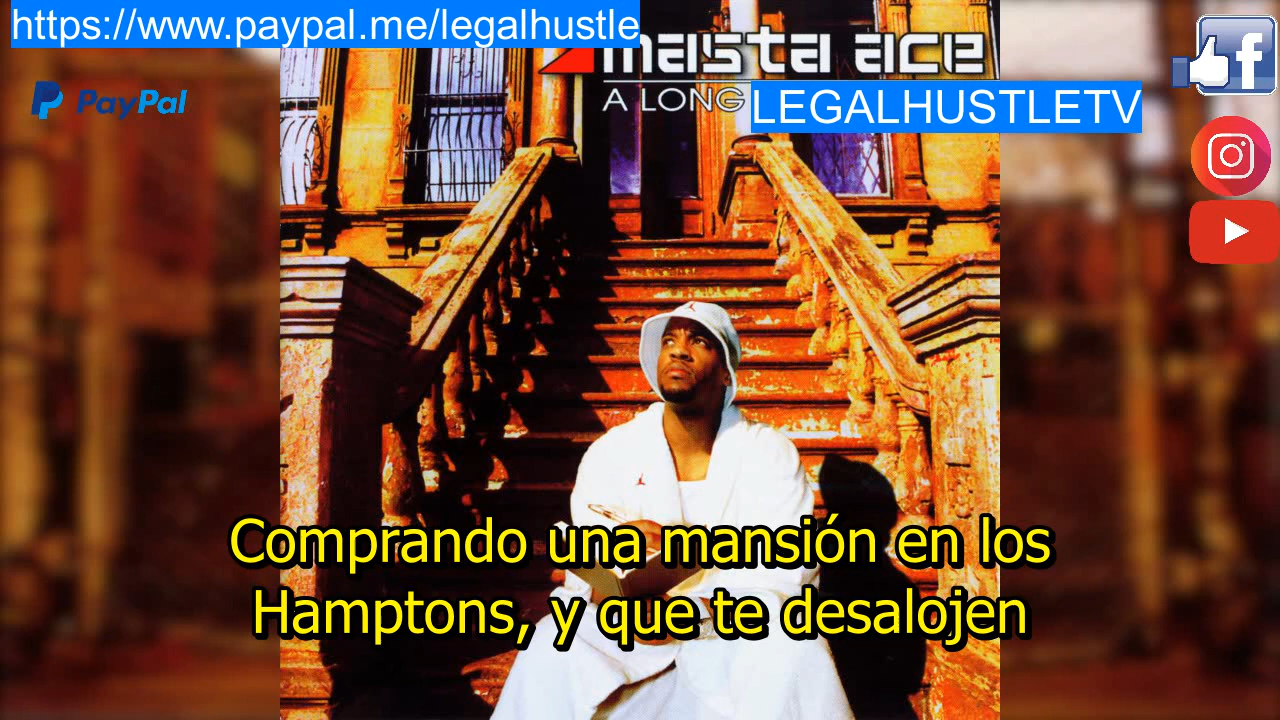 https://www.paypal.me/legalhustle
masta ace
PayPal
A LONG
LEGALHUSTLETV
Comprando una mansión en los
Hamptons, y que te desalojen